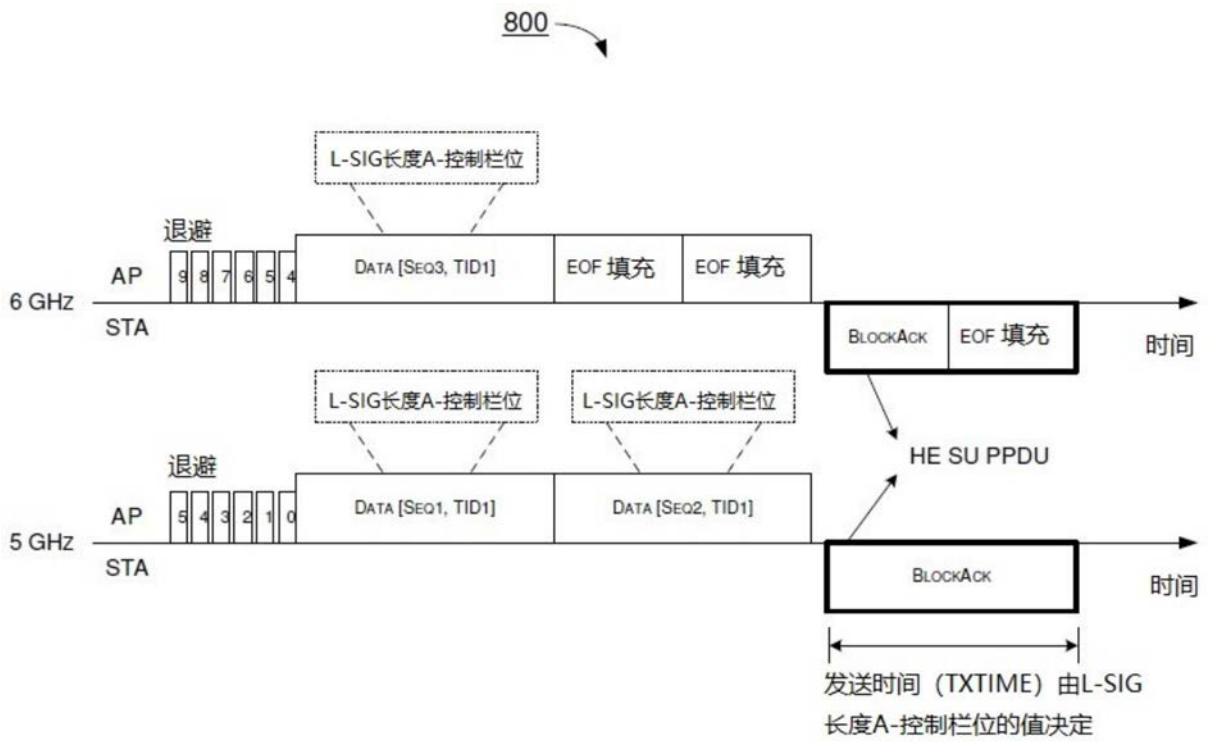 800
L-SIG长度A-控制栏位
退避
9 8 7 6 5 4
DATA [SEQ3, TID1]
EOF 填充
EOF 填充
AP
6 GHz
STA
BLOCKACK
EOF 填充
时间
L-SIG长度A-控制栏位
L-SIG长度A-控制栏位
HE SU PPDU
退避
5 4 3 2 1 0
DATA [SEQ1, TID1]
DATA [SEQ2, TID1]
AP
5 GHz
STA
BLOCKACK
时间
发送时间（TXTIME）由L-SIG
长度A-控制栏位的值决定